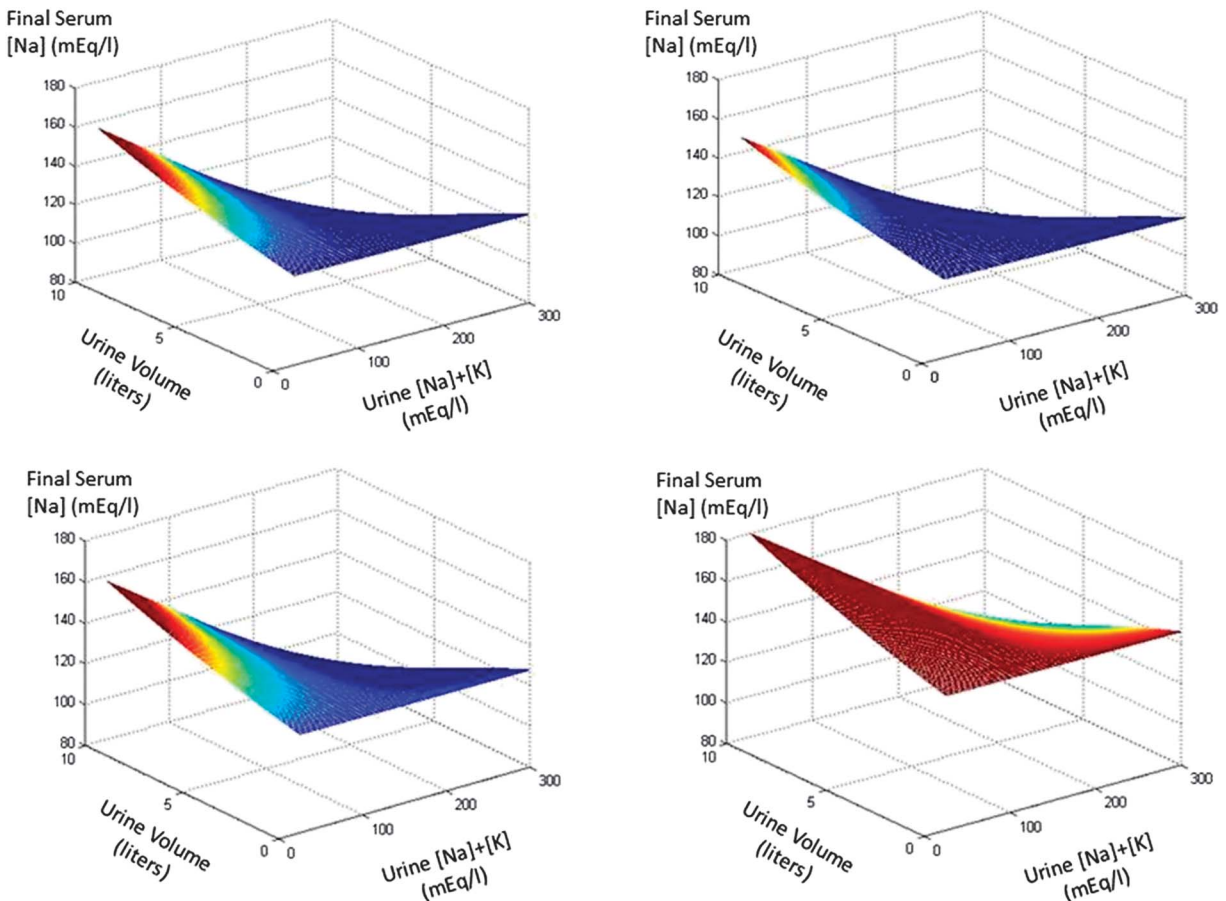 Final Serum
[Na] (mEq/l)
180
160
140
120
100
80
10
5
0
0
100
200
300
Urine Volume
(liters)
Urine [Na]+[K]
(mEq/l)
Final Serum
[Na] (mEq/l)
180
160
140
120
100
80
10
5
0
0
100
200
300
Urine Volume
(liters)
Urine [Na]+[K]
(mEq/l)
Final Serum
[Na] (mEq/l)
180
160
140
120
100
80
10
5
0
0
100
200
300
Urine Volume
(liters)
Urine [Na]+[K]
(mEq/l)
Final Serum
[Na] (mEq/l)
180
160
140
120
100
80
10
5
0
0
100
200
300
Urine Volume
(liters)
Urine [Na]+[K]
(mEq/l)